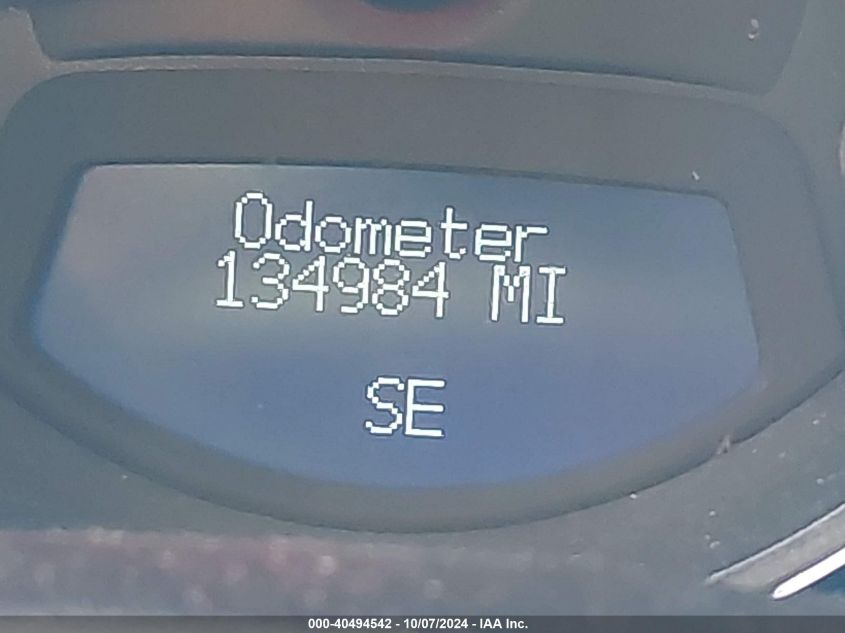 Odometer
134984 MI
SE
000-40494542 - 10/07/2024 - IAA Inc.